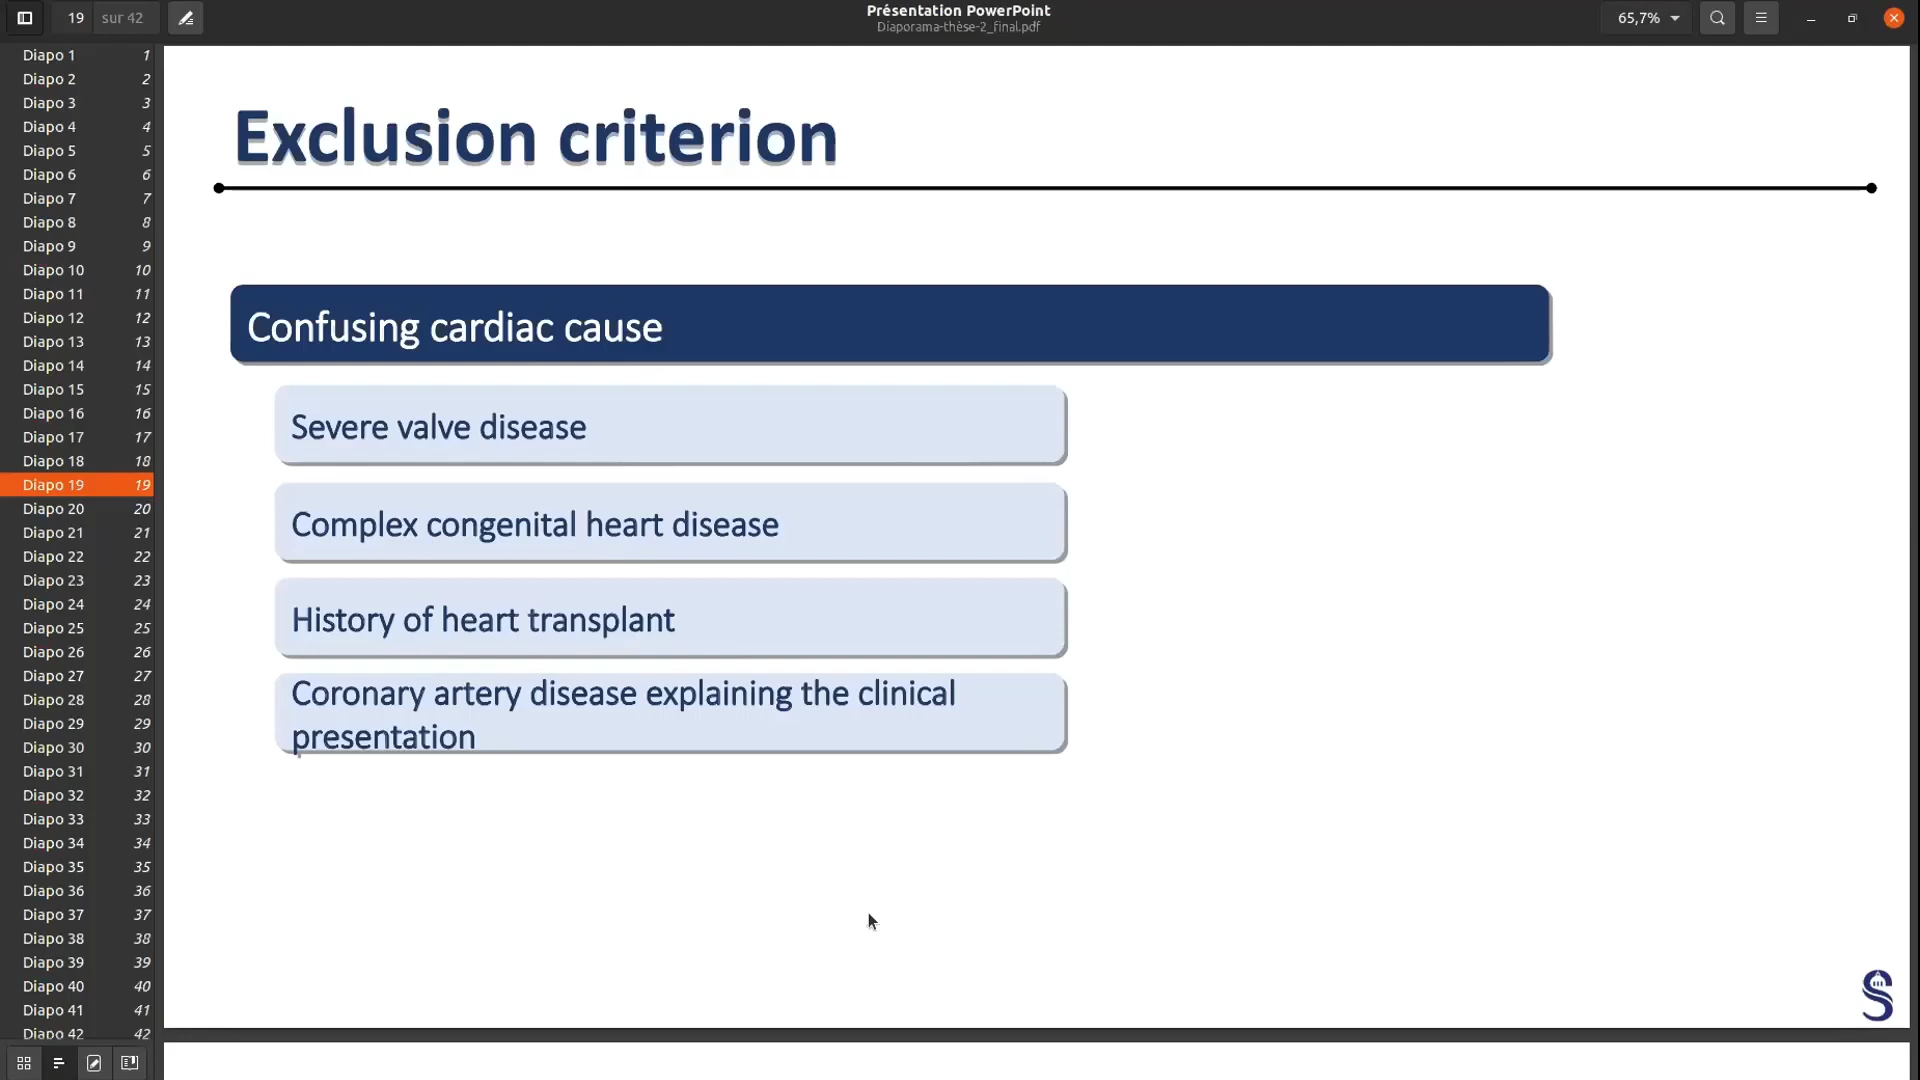 19 sur 42
Présentation PowerPoint
Diaporama-thèse-2_final.pdf
65,7%
Diapo 1 1
Diapo 2 2
Diapo 3 3
Diapo 4 4
Diapo 5 5
Diapo 6 6
Diapo 7 7
Diapo 8 8
Diapo 9 9
Diapo 10 10
Diapo 11 11
Diapo 12 12
Diapo 13 13
Diapo 14 14
Diapo 15 15
Diapo 16 16
Diapo 17 17
Diapo 18 18
Diapo 19 19
Diapo 20 20
Diapo 21 21
Diapo 22 22
Diapo 23 23
Diapo 24 24
Diapo 25 25
Diapo 26 26
Diapo 27 27
Diapo 28 28
Diapo 29 29
Diapo 30 30
Diapo 31 31
Diapo 32 32
Diapo 33 33
Diapo 34 34
Diapo 35 35
Diapo 36 36
Diapo 37 37
Diapo 38 38
Diapo 39 39
Diapo 40 40
Diapo 41 41
Diapo 42 42
Exclusion criterion
Confusing cardiac cause
Severe valve disease
Complex congenital heart disease
History of heart transplant
Coronary artery disease explaining the clinical
presentation
S